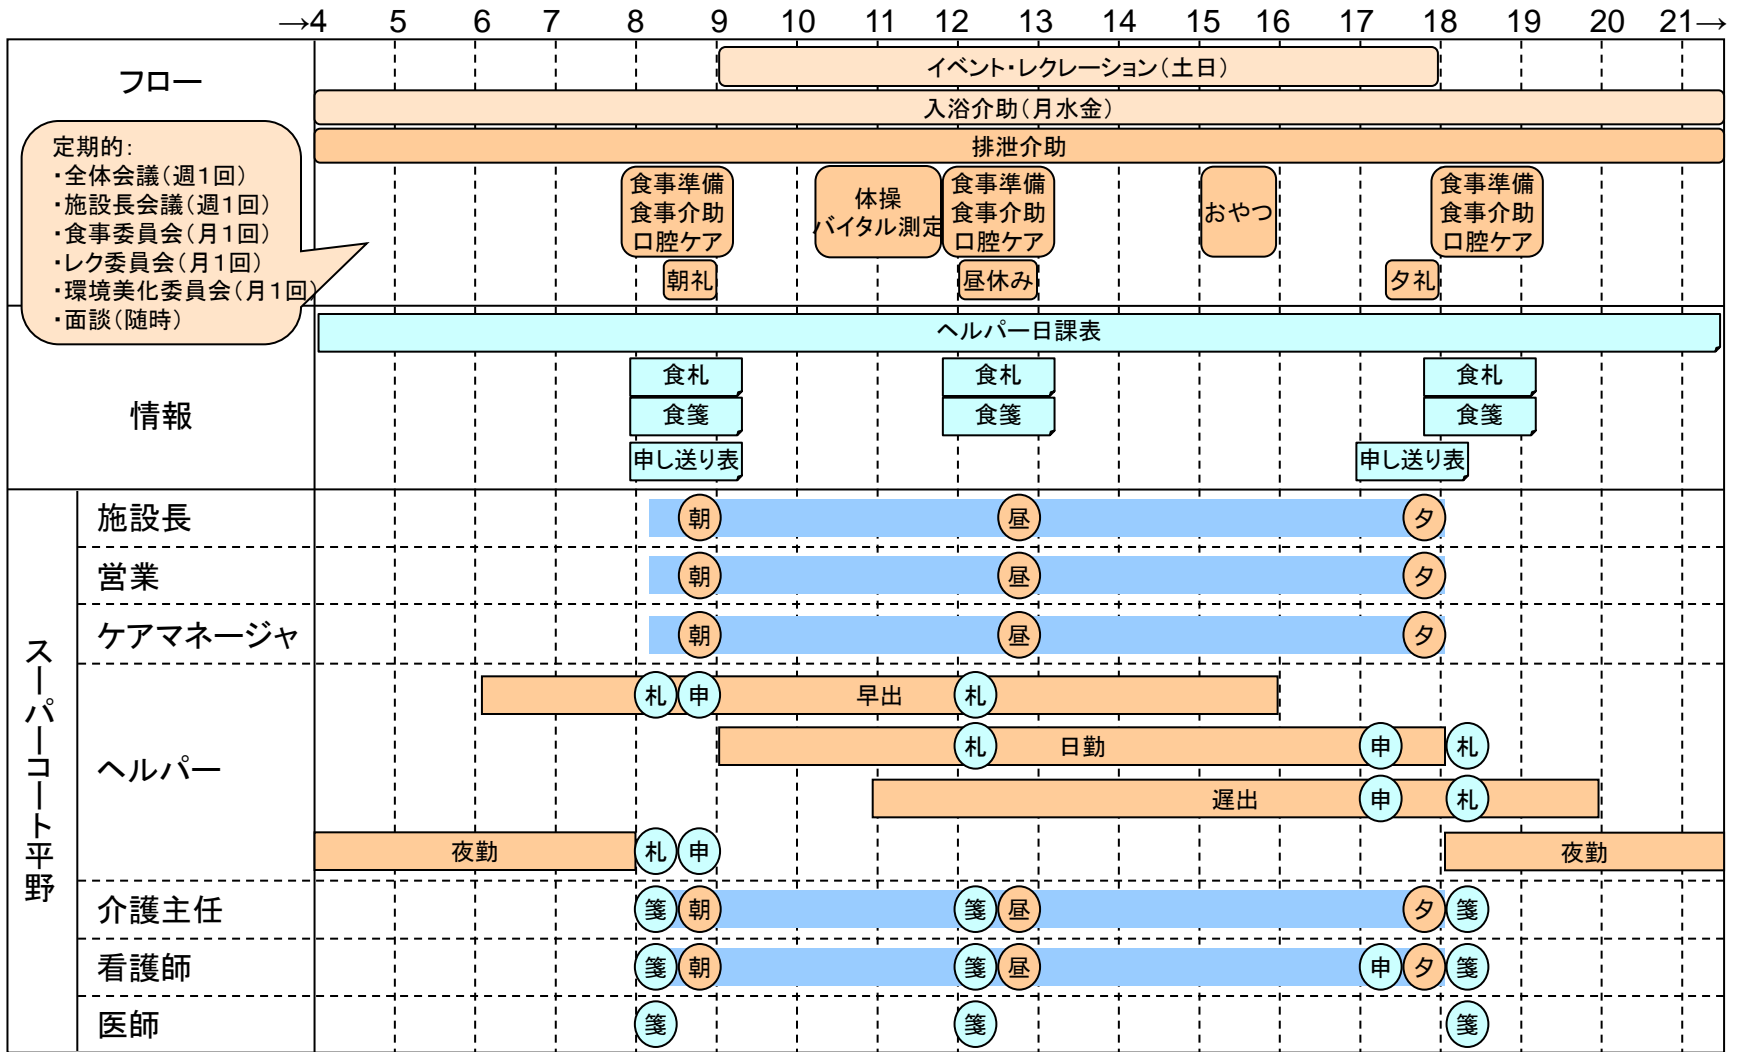 →4 5 6 7 8 9 10 11 12 13 14 15 16 17 18 19 20 21→
フロー
イベント・レクレーション（土日）
入浴介助（月水金）
排泄介助
定期的：
・全体会議（週１回）
・施設長会議（週１回）
・食事委員会（月１回）
・レク委員会（月１回）
・環境美化委員会（月１回）
・面談（随時）
食事準備
食事介助
口腔ケア
体操
バイタル測定
食事準備
食事介助
口腔ケア
おやつ
食事準備
食事介助
口腔ケア
朝礼
昼休み
夕礼
情報
ヘルパー日課表
食札 食札 食札
食箋 食箋 食箋
申し送り表 申し送り表
スーパーコート平野
施設長
朝 昼 夕
営業
朝 昼 夕
ケアマネージャ
朝 昼 夕
ヘルパー
札 申 早出 札
札 日勤 申 札
遅出 申 札
夜勤 札 申 夜勤
介護主任
箋 朝 箋 昼 夕 箋
看護師
箋 朝 箋 昼 申 夕 箋
医師
箋 箋 箋